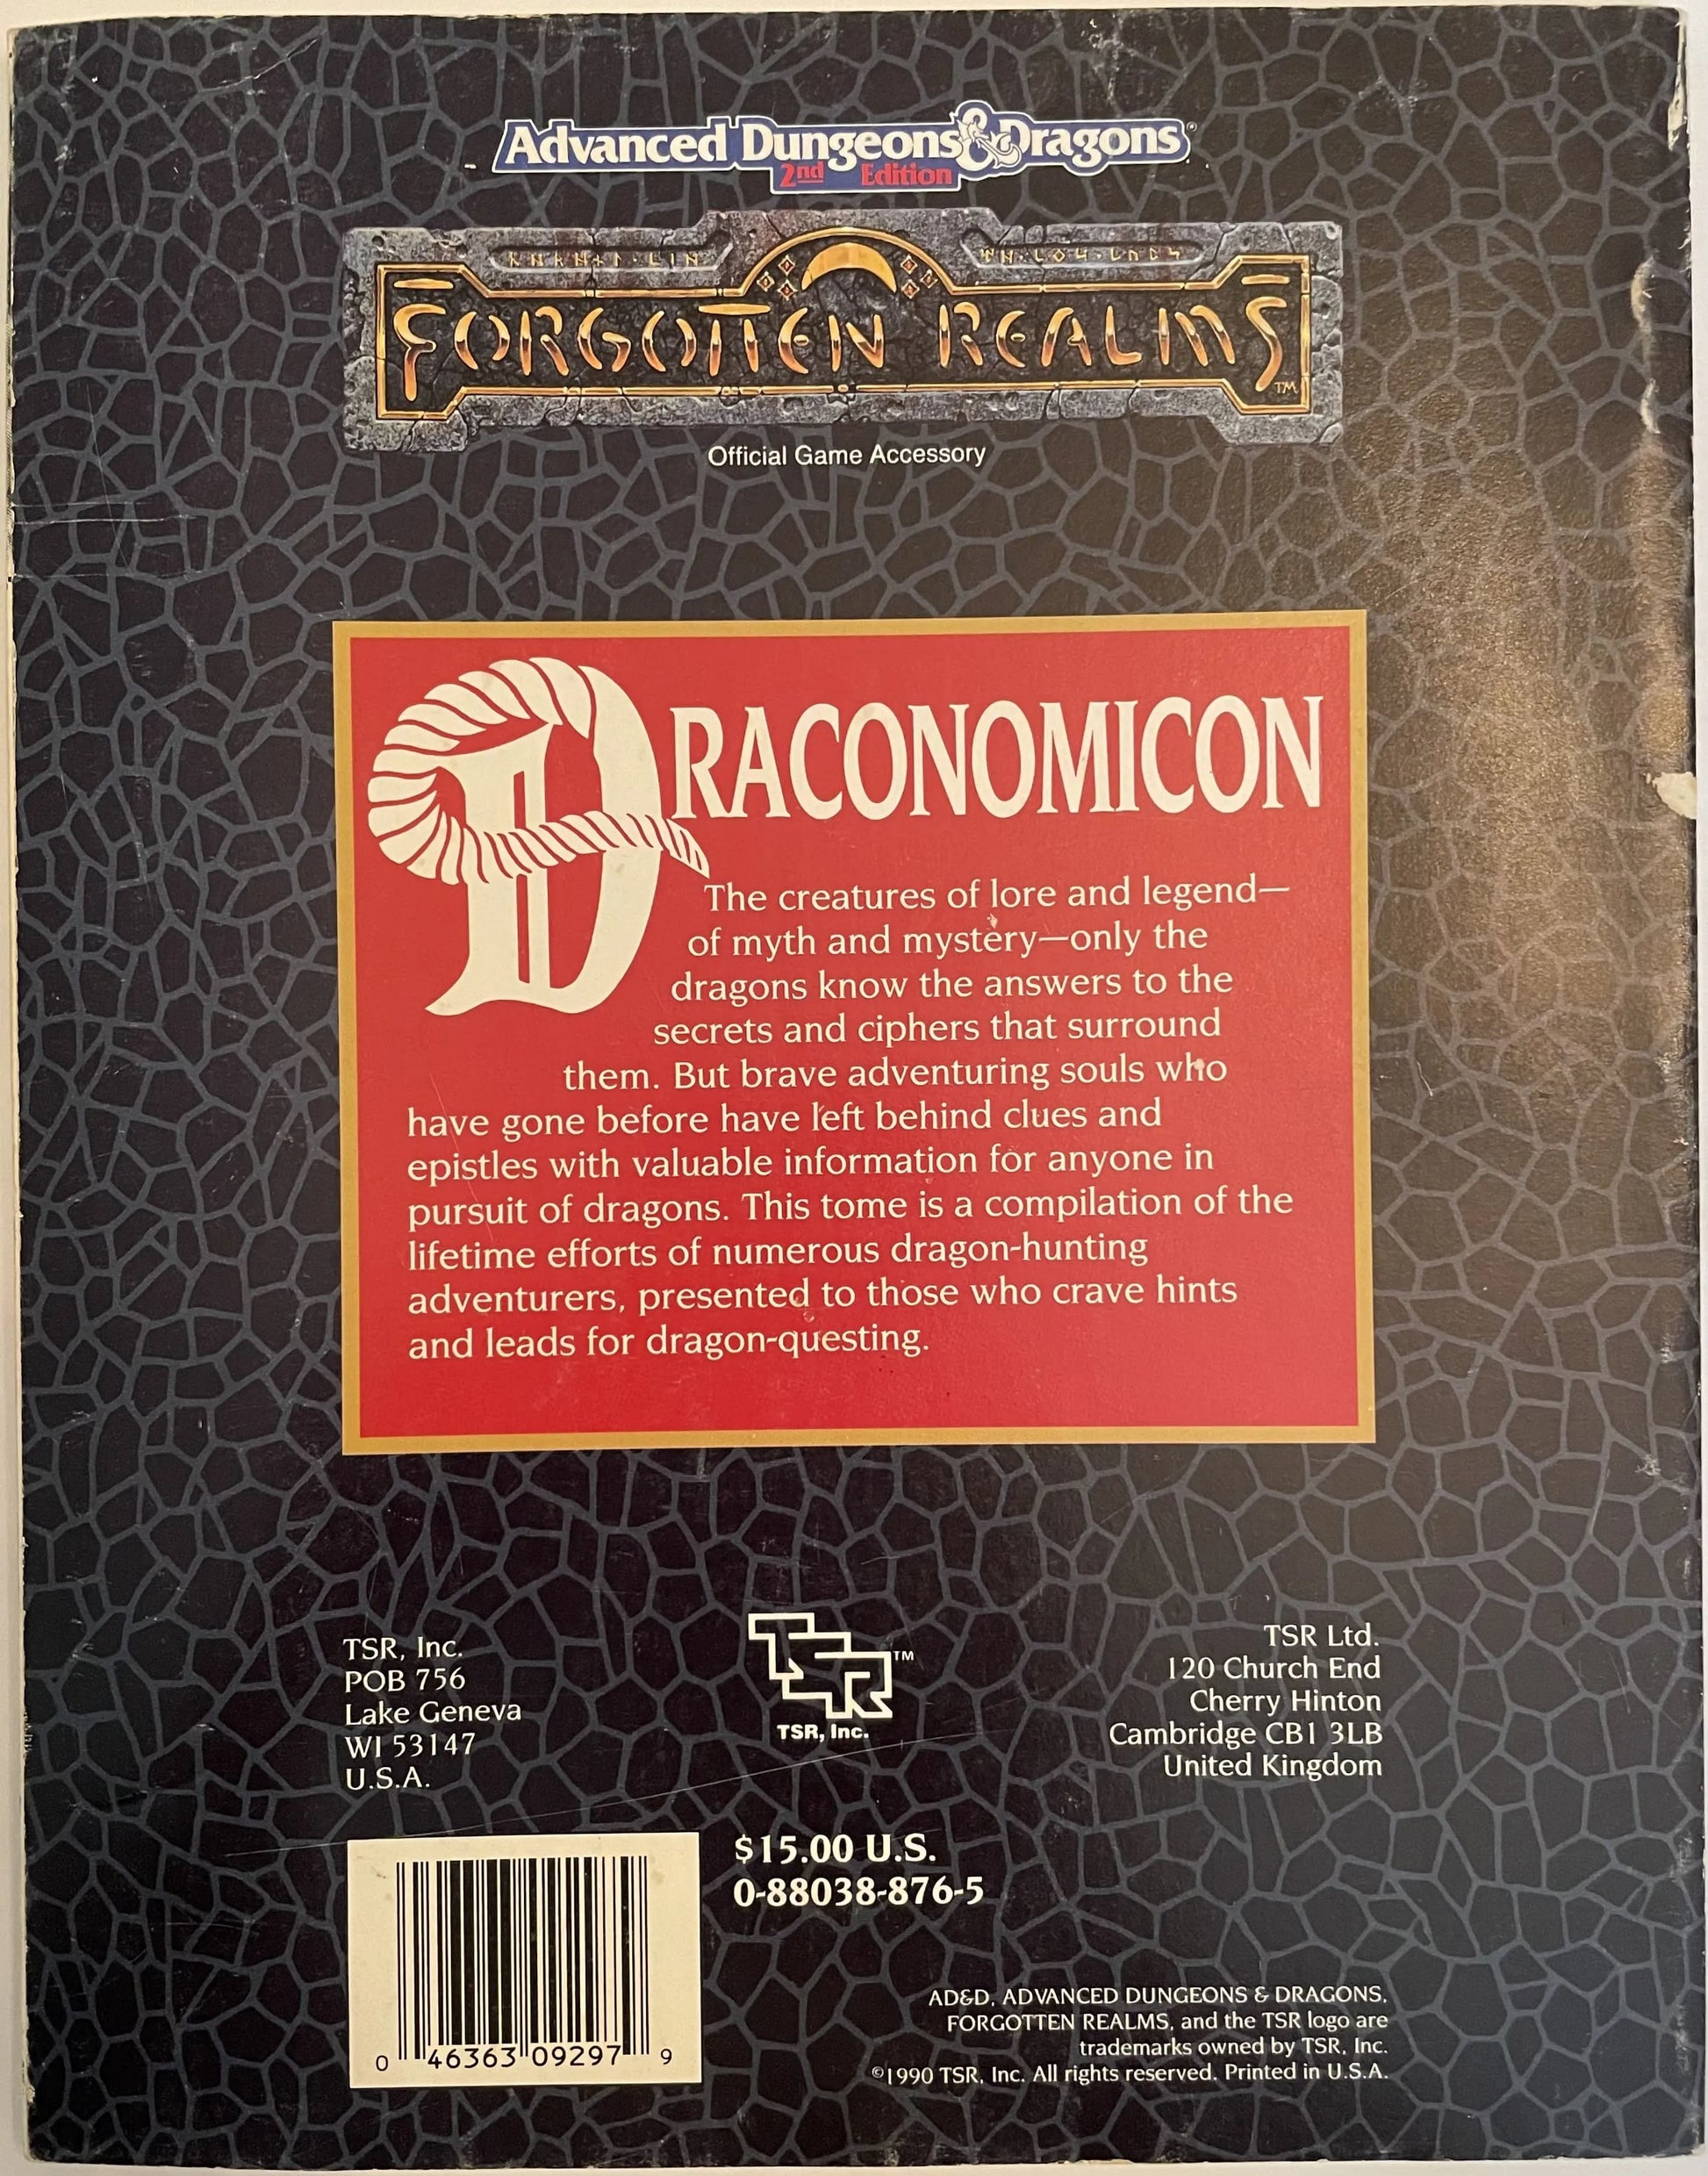 Advanced Dungeons & Dragons®
2nd Edition
FORGOTTEN REALMS™
Official Game Accessory
DRACONOMICON
The creatures of lore and legend—
of myth and mystery—only the
dragons know the answers to the
secrets and ciphers that surround
them. But brave adventuring souls who
have gone before have left behind clues and
epistles with valuable information for anyone in
pursuit of dragons. This tome is a compilation of the
lifetime efforts of numerous dragon-hunting
adventurers, presented to those who crave hints
and leads for dragon-questing.
TSR, Inc.
POB 756
Lake Geneva
WI 53147
U.S.A.
TSR™
TSR, Inc.
TSR Ltd.
120 Church End
Cherry Hinton
Cambridge CB1 3LB
United Kingdom
$15.00 U.S.
0-88038-876-5
0 46363 09297 9
AD&D, ADVANCED DUNGEONS & DRAGONS,
FORGOTTEN REALMS, and the TSR logo are
trademarks owned by TSR, Inc.
©1990 TSR, Inc. All rights reserved. Printed in U.S.A.